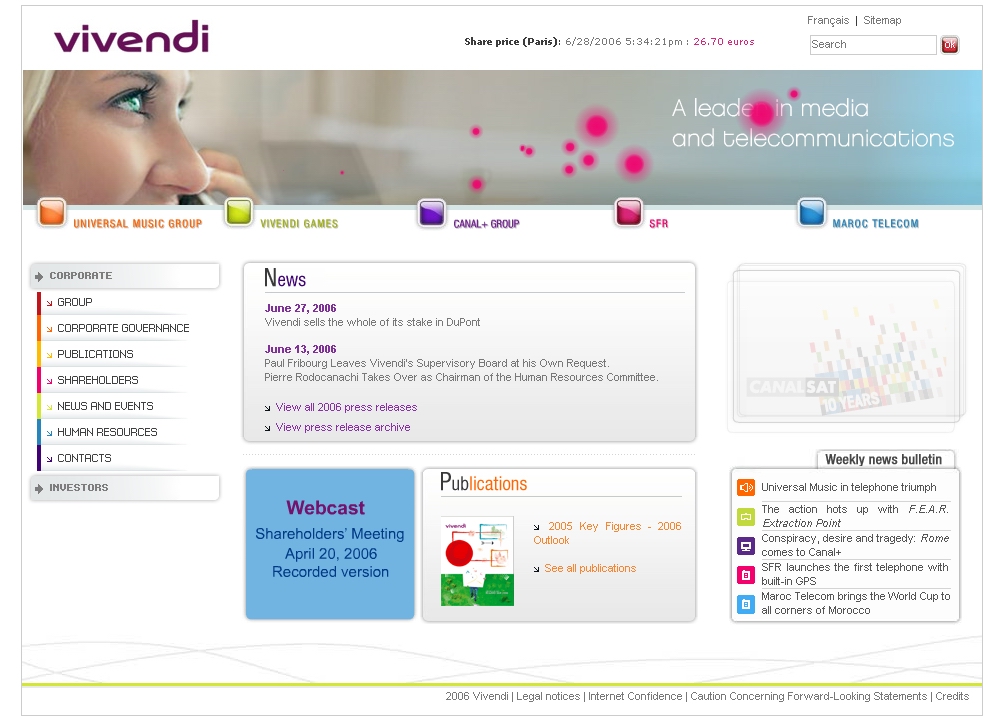 vivendi
Français | Sitemap
Share price (Paris): 6/28/2006 5:34:21pm : 26.70 euros
Search
OK
A leader in media
and telecommunications
UNIVERSAL MUSIC GROUP
VIVENDI GAMES
CANAL+ GROUP
SFR
MAROC TELECOM
CORPORATE
GROUP
CORPORATE GOVERNANCE
PUBLICATIONS
SHAREHOLDERS
NEWS AND EVENTS
HUMAN RESOURCES
CONTACTS
INVESTORS
News
June 27, 2006
Vivendi sells the whole of its stake in DuPont
June 13, 2006
Paul Fribourg Leaves Vivendi's Supervisory Board at his Own Request.
Pierre Rodocanachi Takes Over as Chairman of the Human Resources Committee.
View all 2006 press releases
View press release archive
CANALSAT
10 YEARS
Webcast
Shareholders' Meeting
April 20, 2006
Recorded version
Publications
vivendi
2005 Key Figures - 2006
Outlook
See all publications
Weekly news bulletin
Universal Music in telephone triumph
The action hots up with F.E.A.R.
Extraction Point
Conspiracy, desire and tragedy: Rome
comes to Canal+
SFR launches the first telephone with
built-in GPS
Maroc Telecom brings the World Cup to
all corners of Morocco
2006 Vivendi | Legal notices | Internet Confidence | Caution Concerning Forward-Looking Statements | Credits